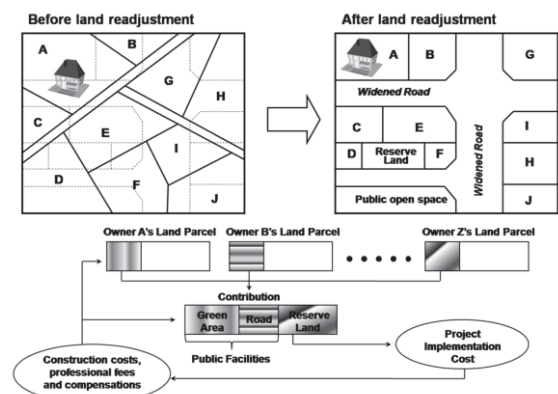 Before land readjustment
After land readjustment
A
B
G
H
C
E
I
D
F
J
A
B
G
Widened Road
C
E
I
D
Reserve
Land
F
H
Widened Road
Public open space
J
Owner A's Land Parcel
Owner B's Land Parcel
Owner Z's Land Parcel
Contribution
Green
Area
Road
Reserve
Land
Public Facilities
Construction costs,
professional fees
and compensations
Project
Implementation
Cost